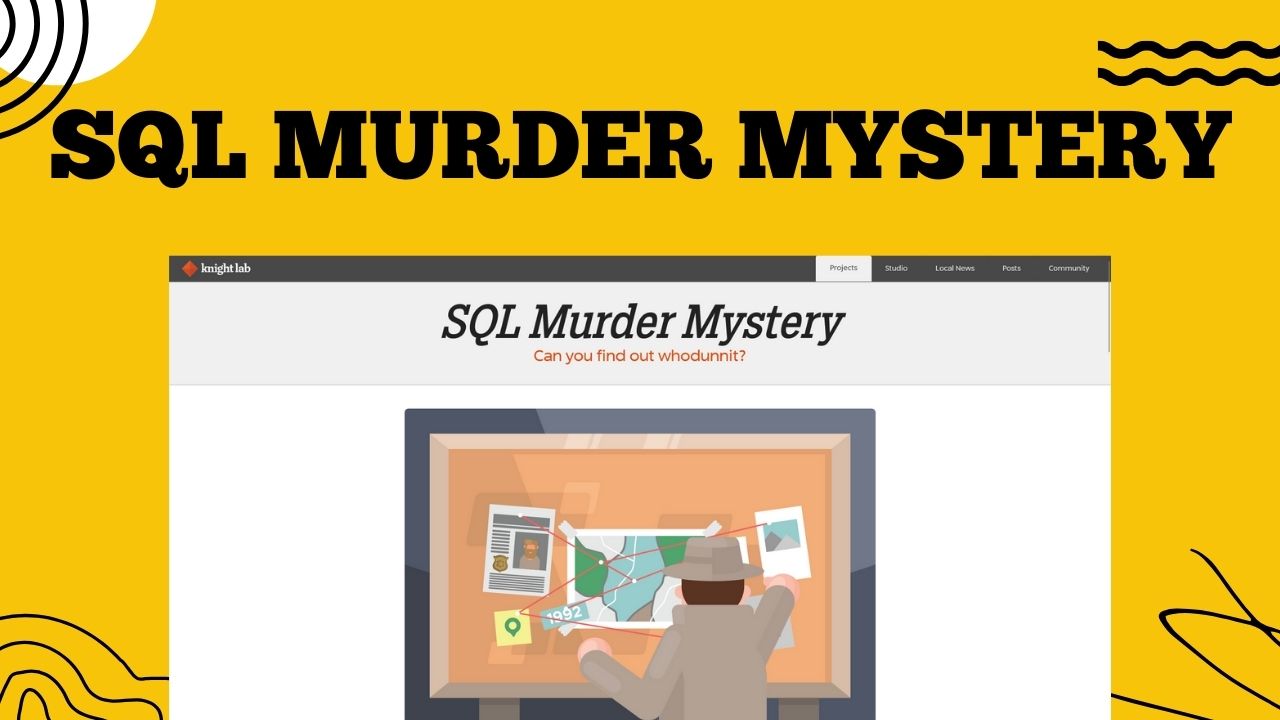 SQL MURDER MYSTERY
knight lab
Projects Studio Local News Posts Community
SQL Murder Mystery
Can you find out whodunnit?
1992